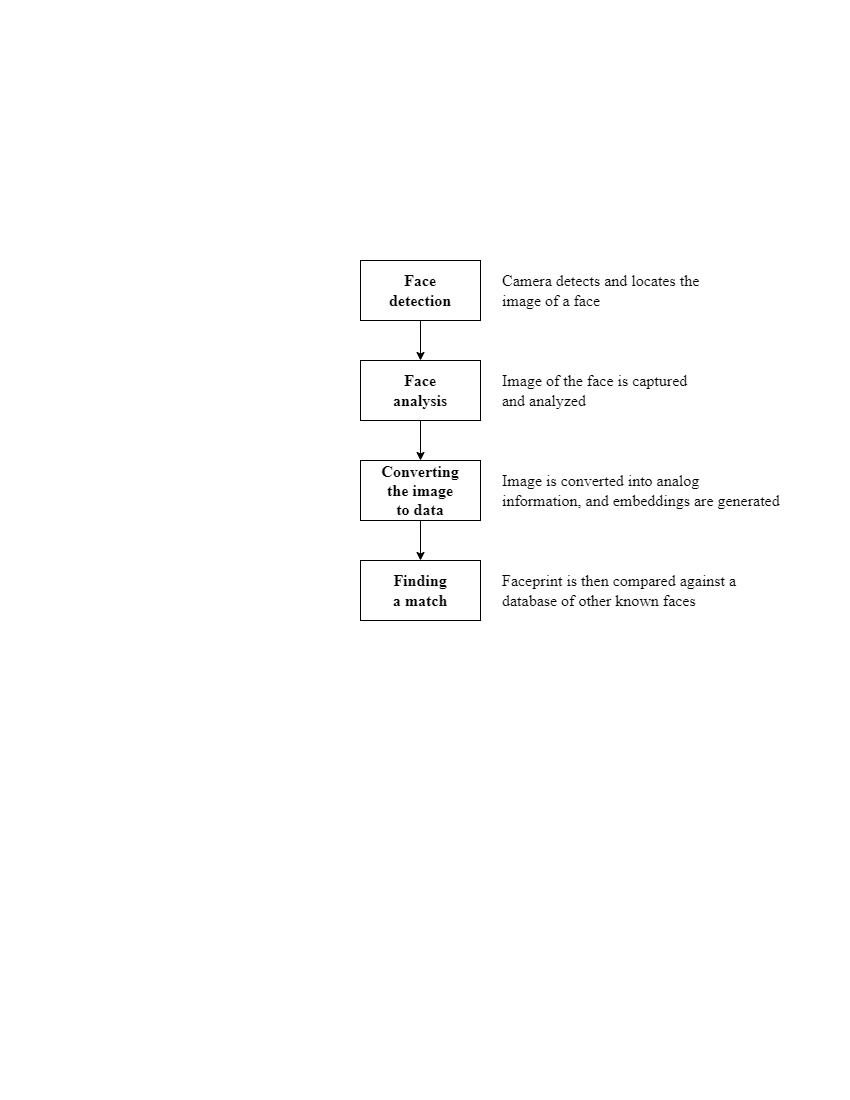 Face
detection
Camera detects and locates the
image of a face
Face
analysis
Image of the face is captured
and analyzed
Converting
the image
to data
Image is converted into analog
information, and embeddings are generated
Finding
a match
Faceprint is then compared against a
database of other known faces